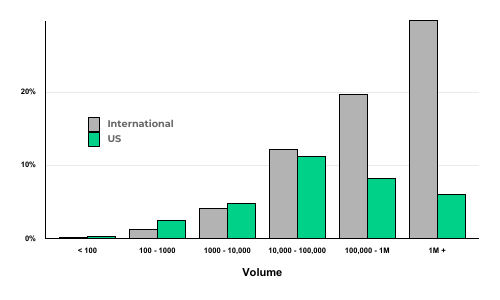 20%
International
US
10%
0%
< 100
100 - 1000
1000 - 10,000
10,000 - 100,000
100,000 - 1M
1M +
Volume